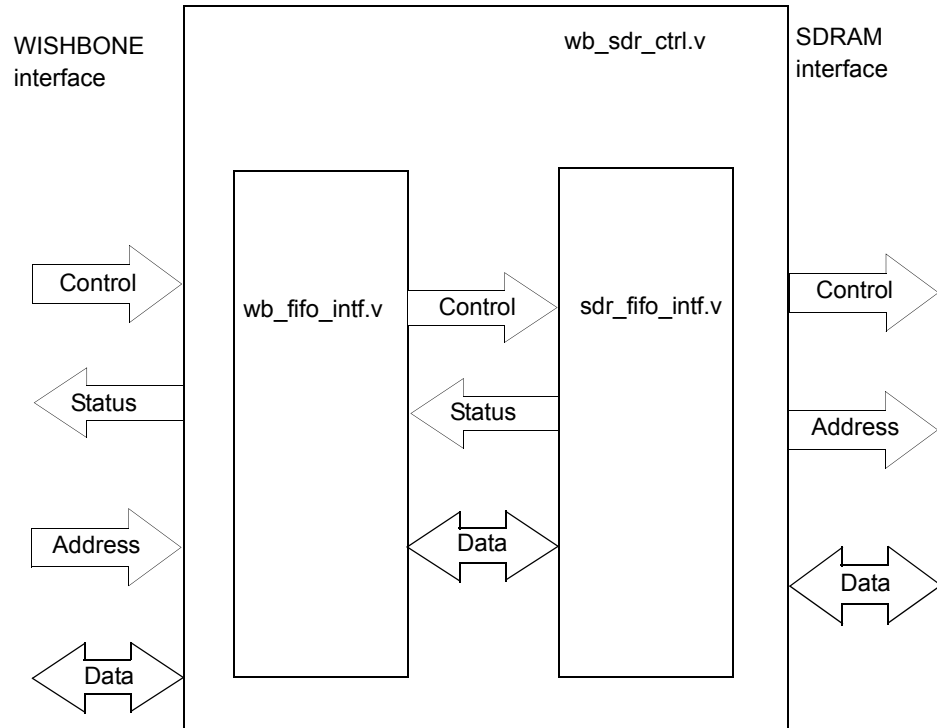 WISHBONE
interface
wb_sdr_ctrl.v
SDRAM
interface
Control
wb_fifo_intf.v
Control
sdr_fifo_intf.v
Control
Status
Status
Address
Address
Data
Data
Data